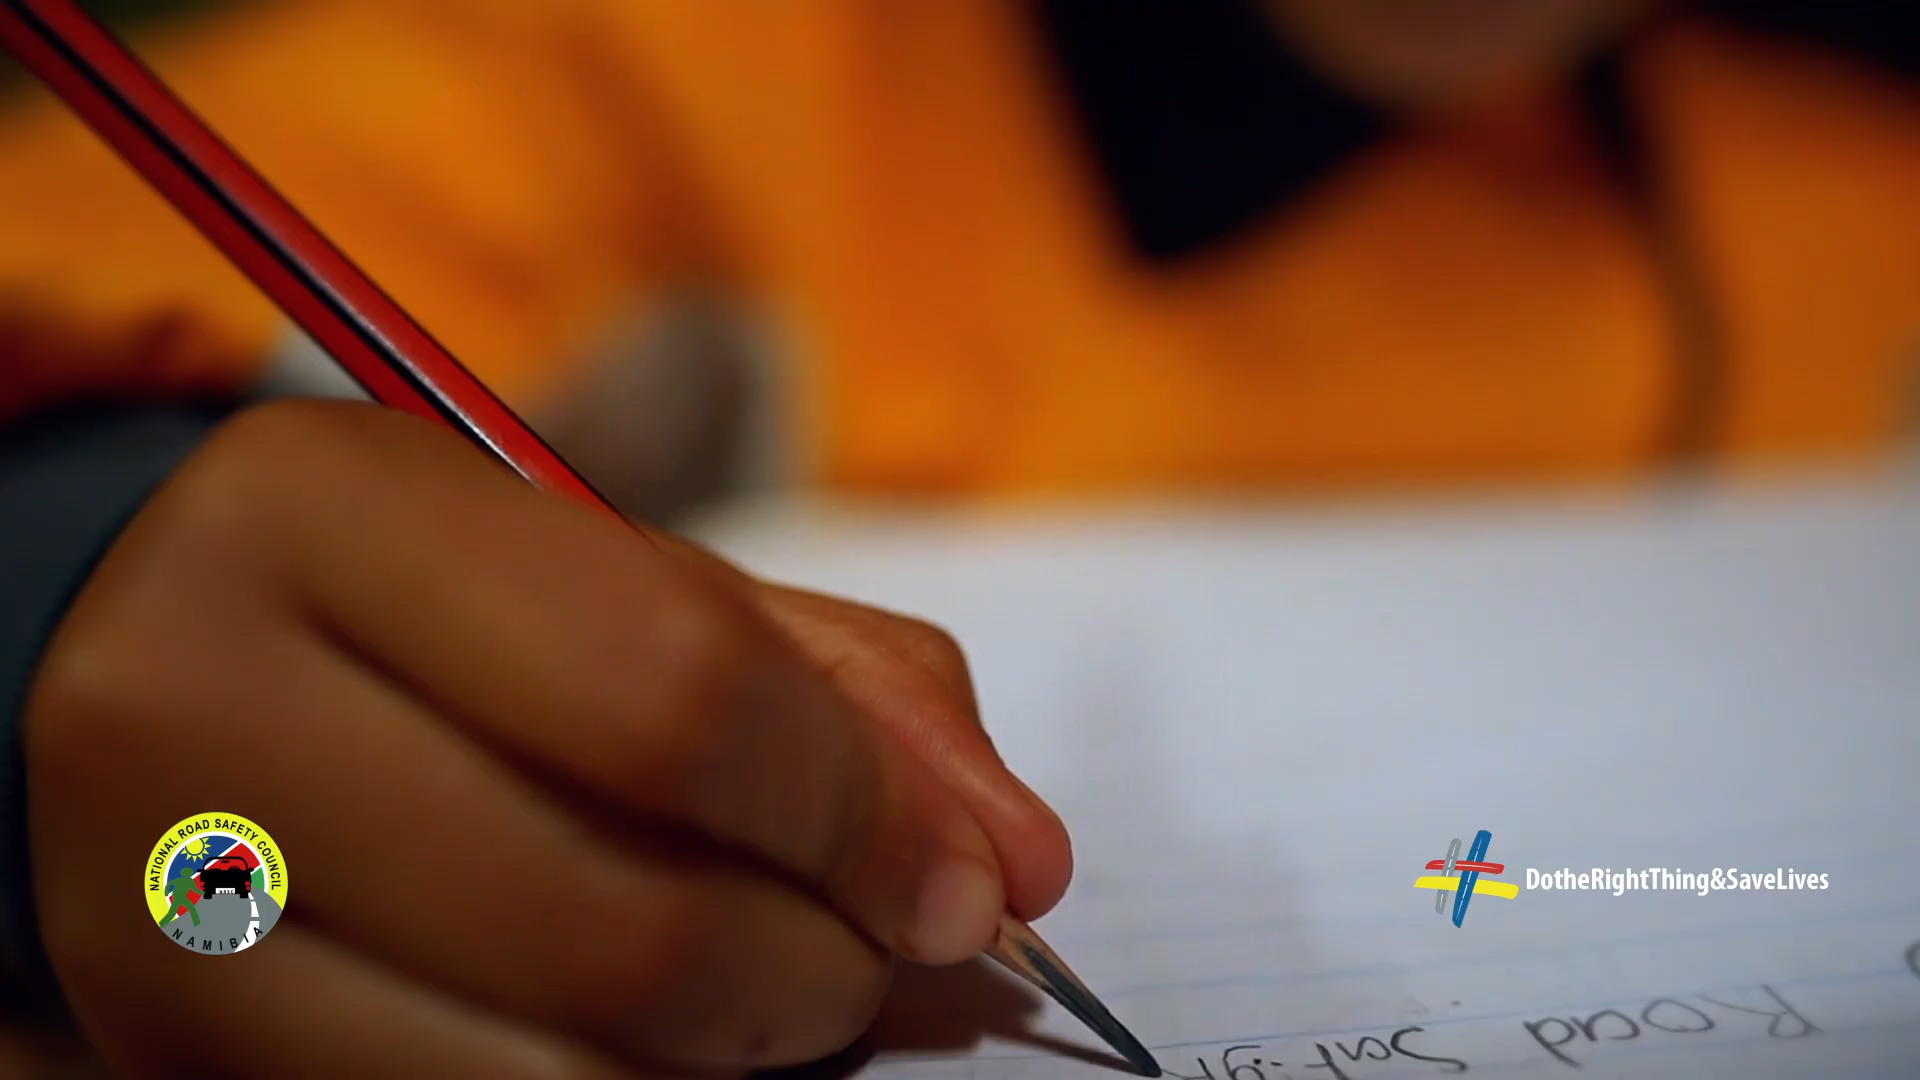 NATIONAL ROAD SAFETY COUNCIL
NAMIBIA
DotheRightThing&SaveLives
Road